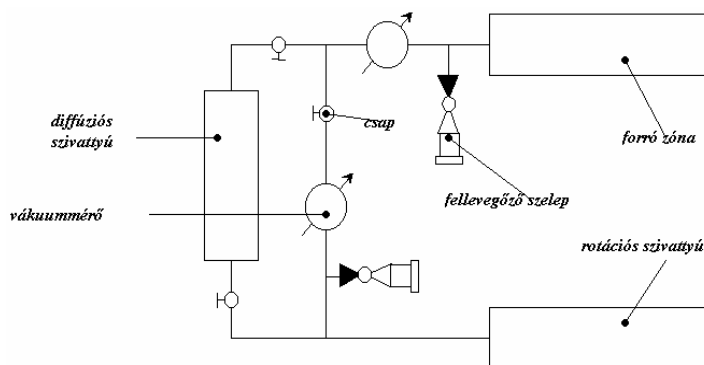 diffúziós
szivattyú
csap
forró zóna
vákuummérő
fellevegőző szelep
rotációs szivattyú